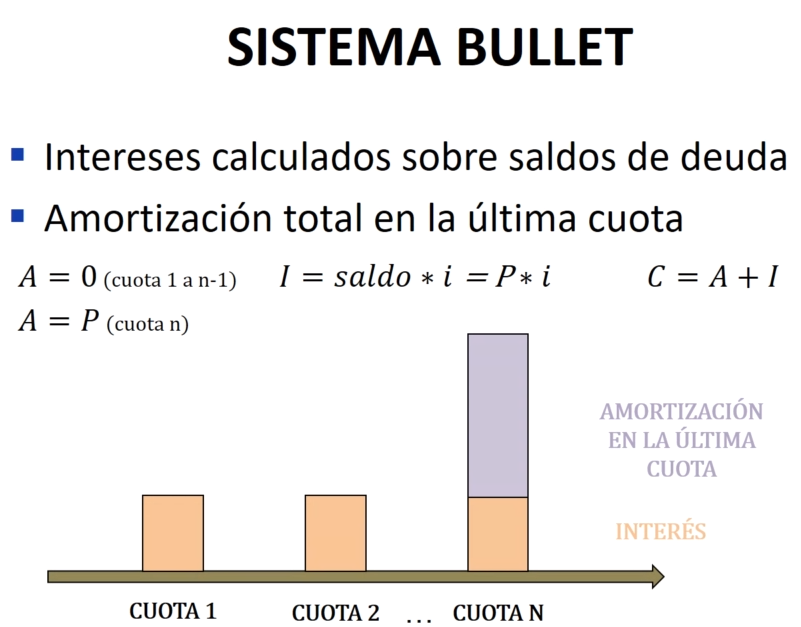 SISTEMA BULLET
▪ Intereses calculados sobre saldos de deuda
▪ Amortización total en la última cuota
A = 0 (cuota 1 a n-1) I = saldo ∗ i = P ∗ i C = A + I
A = P (cuota n)
AMORTIZACIÓN
EN LA ÚLTIMA
CUOTA
INTERÉS
CUOTA 1 CUOTA 2 ... CUOTA N